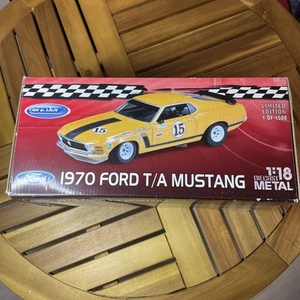 LIMITED
EDITION
1 OF 1500
15
15
Ford
1970 FORD T/A MUSTANG
1:18
DIECAST
METAL